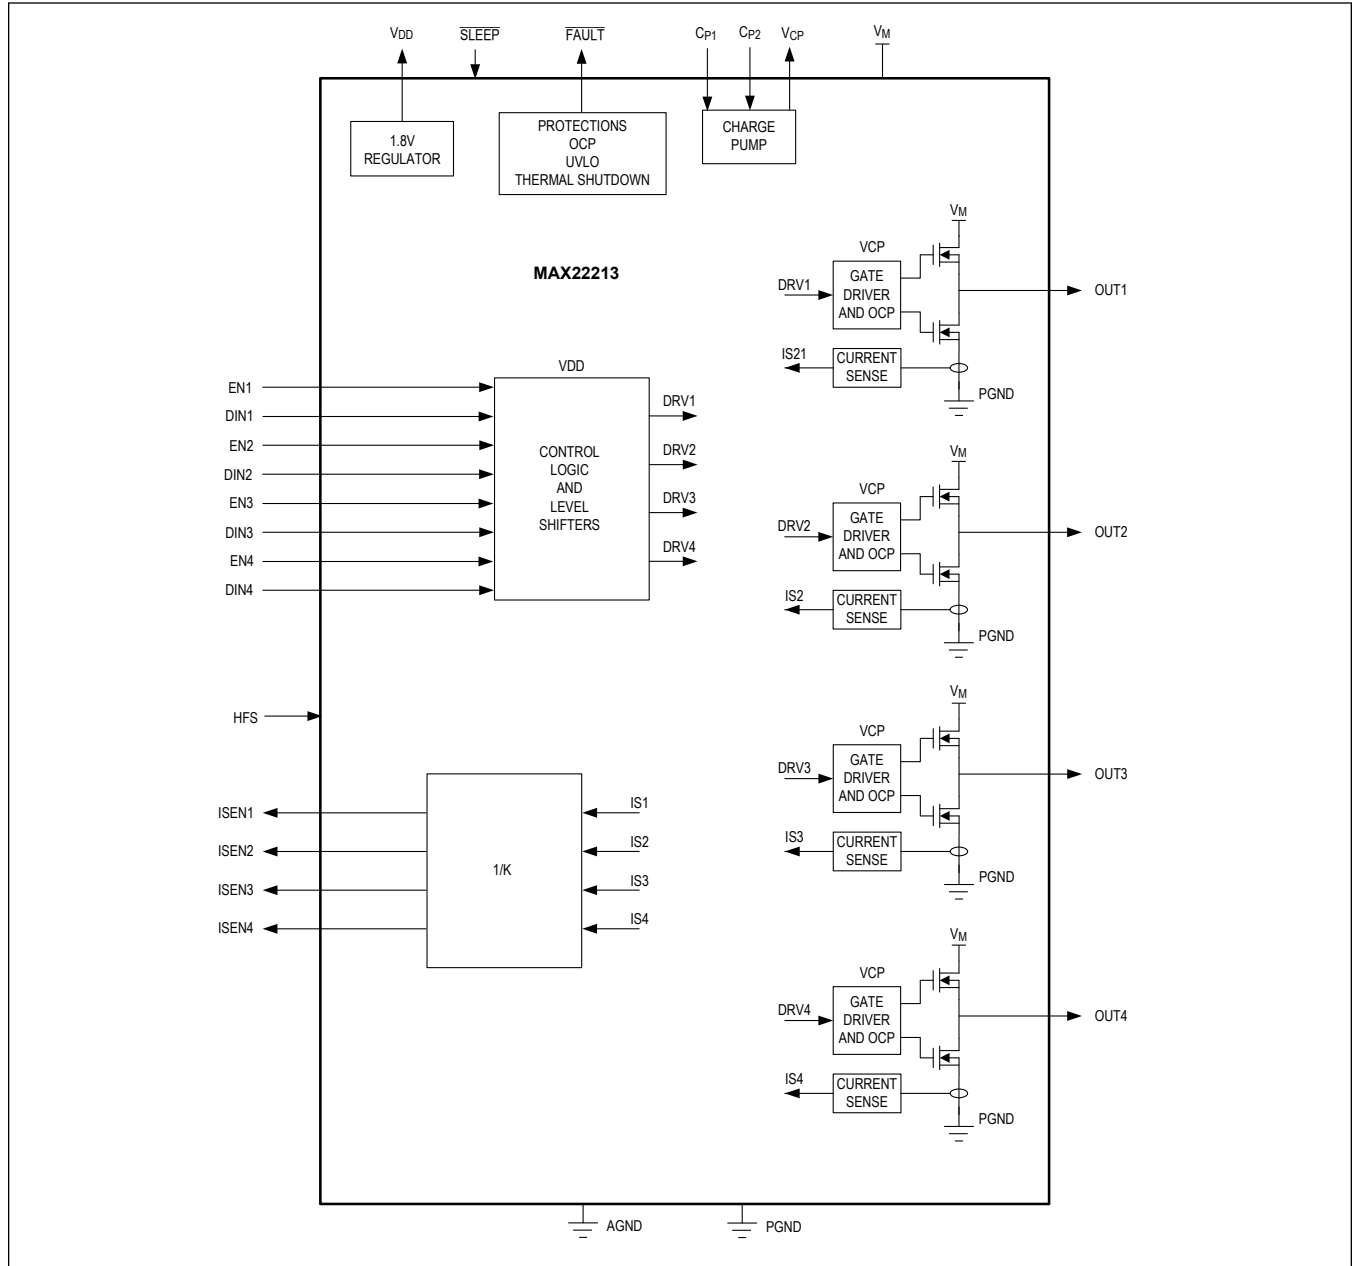 VDD
SLEEP
FAULT
CP1
CP2
VCP
VM
1.8V
REGULATOR
PROTECTIONS
OCP
UVLO
THERMAL SHUTDOWN
CHARGE
PUMP
MAX22213
VM
VCP
DRV1
GATE
DRIVER
AND OCP
OUT1
IS21
CURRENT
SENSE
PGND
EN1
DIN1
EN2
DIN2
EN3
DIN3
EN4
DIN4
VDD
CONTROL
LOGIC
AND
LEVEL
SHIFTERS
DRV1
DRV2
DRV3
DRV4
VM
VCP
DRV2
GATE
DRIVER
AND OCP
OUT2
IS2
CURRENT
SENSE
PGND
HFS
VM
VCP
DRV3
GATE
DRIVER
AND OCP
OUT3
IS3
CURRENT
SENSE
PGND
ISEN1
ISEN2
ISEN3
ISEN4
1/K
IS1
IS2
IS3
IS4
VM
VCP
DRV4
GATE
DRIVER
AND OCP
OUT4
IS4
CURRENT
SENSE
PGND
AGND
PGND